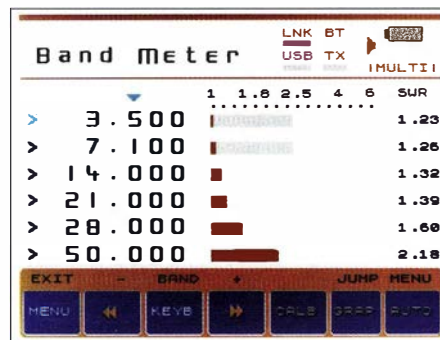 LNK BT
Band Meter USB TX
!MULTI!
1 1.8 2.5 4 6 SWR
> 3.500 1.23
> 7.100 1.26
> 14.000 1.32
> 21.000 1.39
> 28.000 1.60
> 50.000 2.18
EXIT - BAND + JUMP MENU
MENU KEYB CALB GRAP AUTO